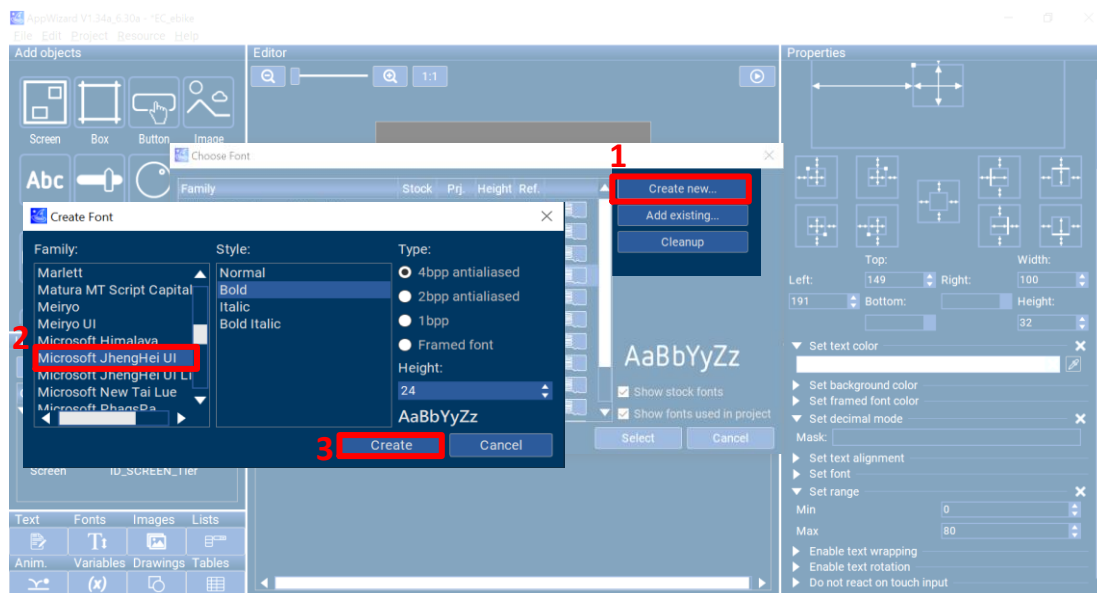 AppWizard V1.34a_6.30a - *EC_ebike
File Edit Project Resource Help
Add objects
Editor
Properties
1:1
Screen
Box
Button
Image
Abc
Choose Font
Family
Stock
Prj.
Height
Ref.
1
Create new...
Add existing...
Cleanup
Create Font
Family:
Style:
Type:
Marlett
Matura MT Script Capital
Meiryo
Meiryo UI
Microsoft Himalaya
2
Microsoft JhengHei UI
Microsoft JhengHei UI Li
Microsoft New Tai Lue
Microsoft PhagsPa
Normal
Bold
Italic
Bold Italic
4bpp antialiased
2bpp antialiased
1bpp
Framed font
Height:
24
AaBbYyZz
3
Create
Cancel
AaBbYyZz
Show stock fonts
Show fonts used in project
Select
Cancel
Screen
ID_SCREEN_Tier
Text
Fonts
Images
Lists
Anim.
Variables
Drawings
Tables
(x)
Top:
Width:
Left:
149
Right:
100
191
Bottom:
Height:
32
Set text color
Set background color
Set framed font color
Set decimal mode
Mask:
Set text alignment
Set font
Set range
Min
0
Max
80
Enable text wrapping
Enable text rotation
Do not react on touch input